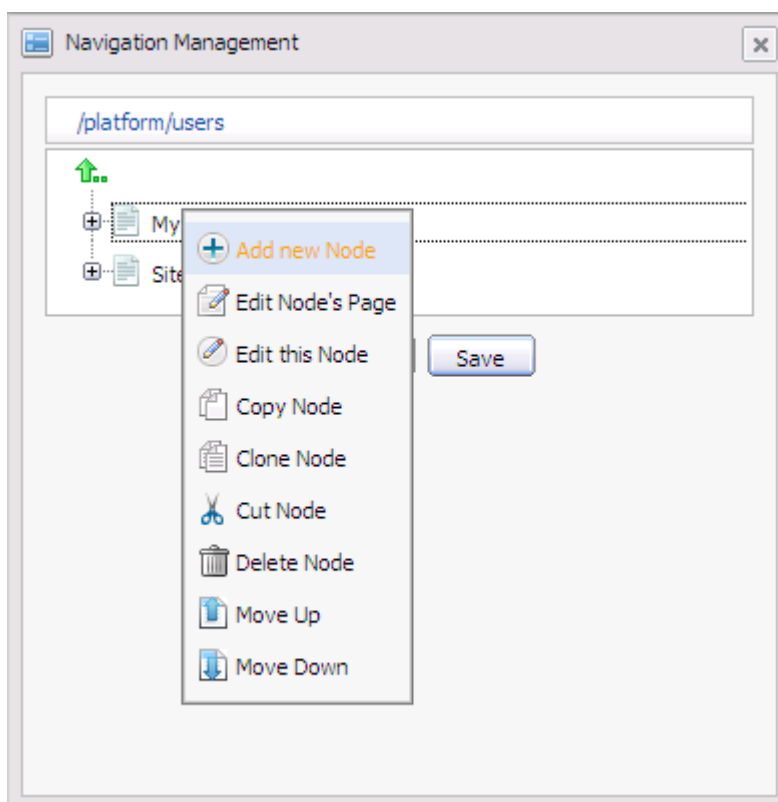 Navigation Management
/platform/users
My
Site
Add new Node
Edit Node's Page
Edit this Node
Save
Copy Node
Clone Node
Cut Node
Delete Node
Move Up
Move Down